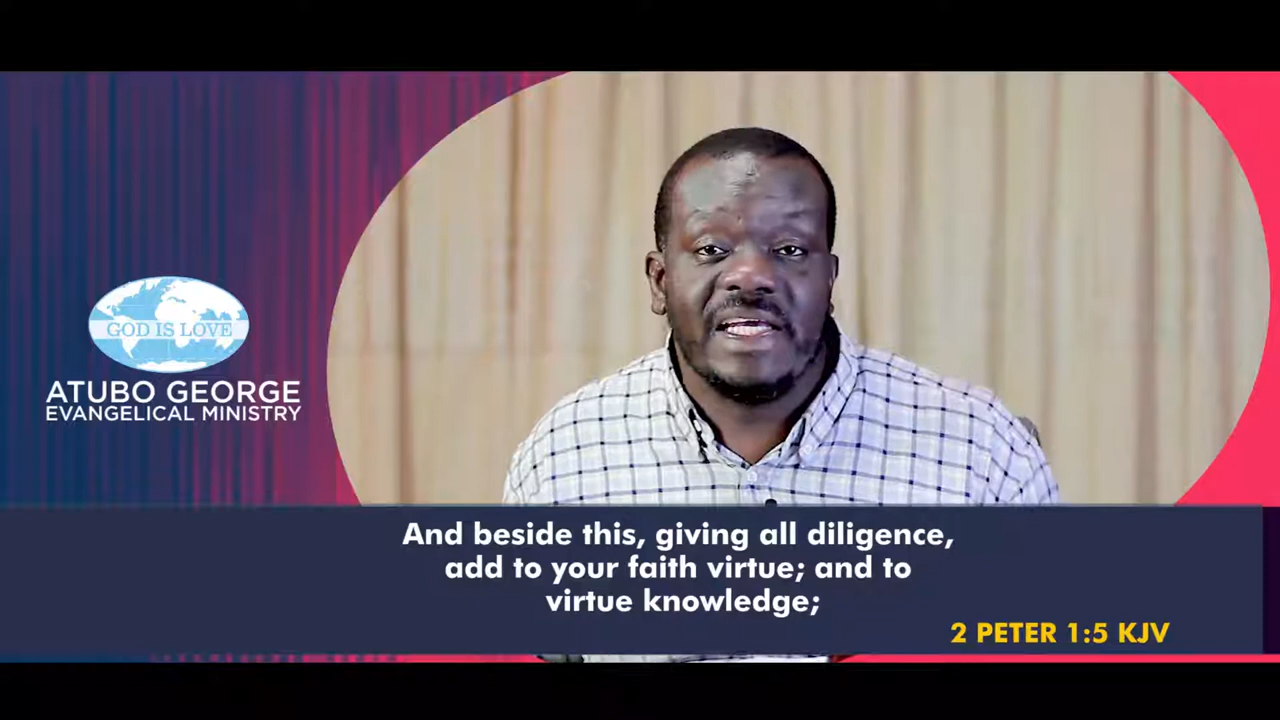 GOD IS LOVE
ATUBO GEORGE
EVANGELICAL MINISTRY
And beside this, giving all diligence,
add to your faith virtue; and to
virtue knowledge;
2 PETER 1:5 KJV